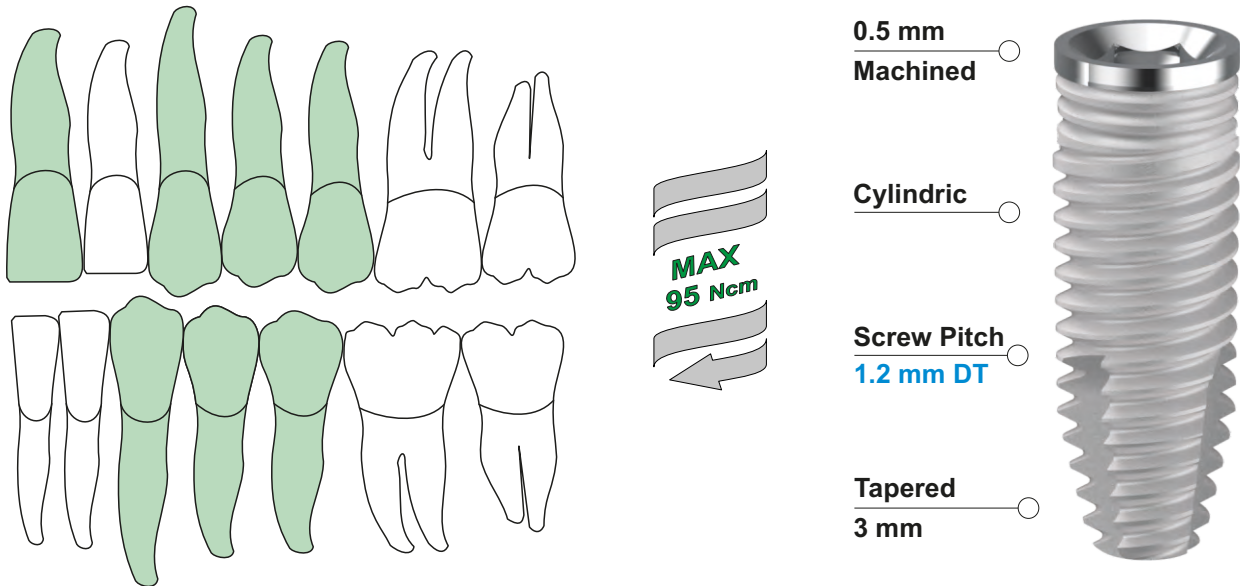 MAX
95 Ncm
0.5 mm
Machined
Cylindric
Screw Pitch
1.2 mm DT
Tapered
3 mm